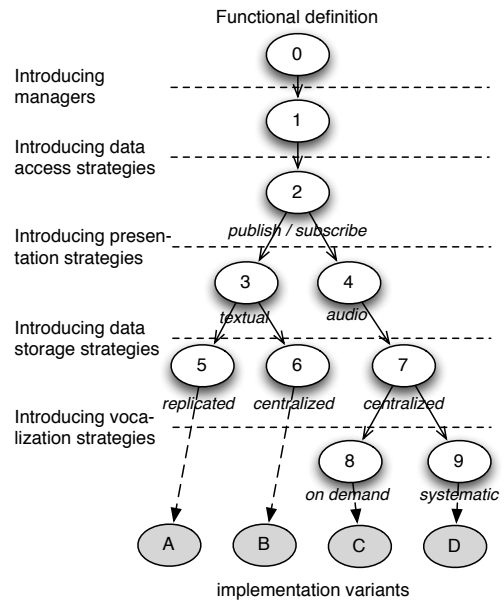 Functional definition
0
Introducing
managers
1
Introducing data
access strategies
2
publish / subscribe
Introducing presen-
tation strategies
3
4
textual
audio
Introducing data
storage strategies
5
6
7
replicated
centralized
centralized
Introducing voca-
lization strategies
8
9
on demand
systematic
A
B
C
D
implementation variants